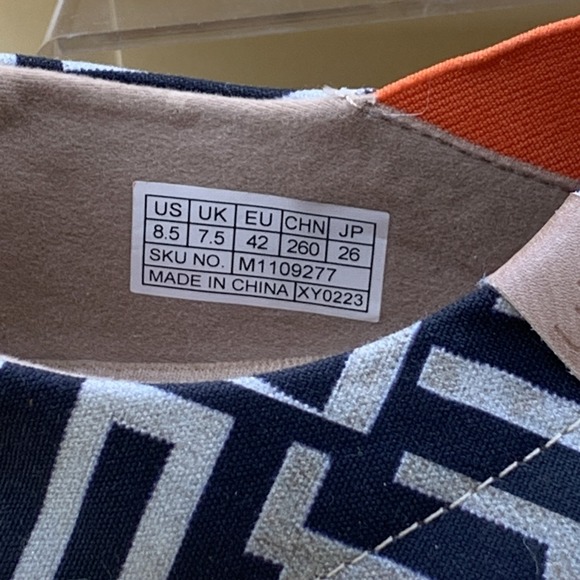 US UK EU CHN JP
8.5 7.5 42 260 26
SKU NO. M1109277
MADE IN CHINA XY0223